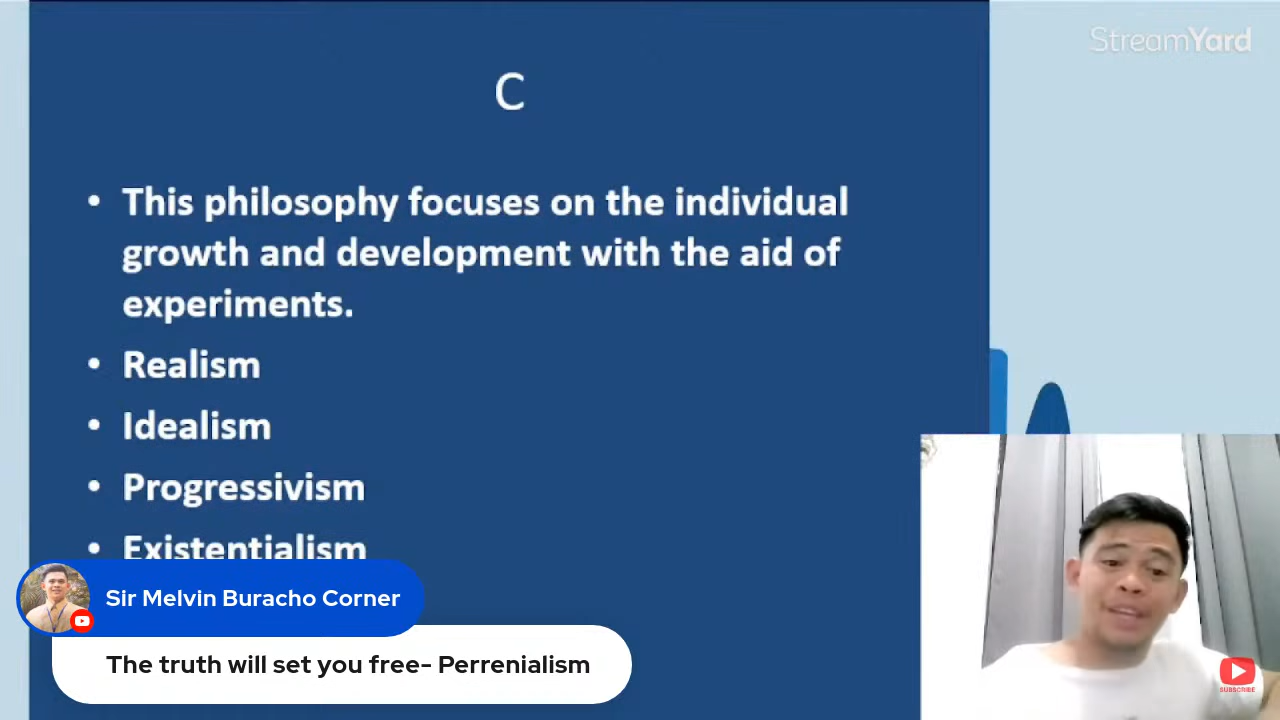 StreamYard
C
• This philosophy focuses on the individual
growth and development with the aid of
experiments.
• Realism
• Idealism
• Progressivism
• Existentialism
Sir Melvin Buracho Corner
The truth will set you free- Perrenialism
SUBSCRIBE